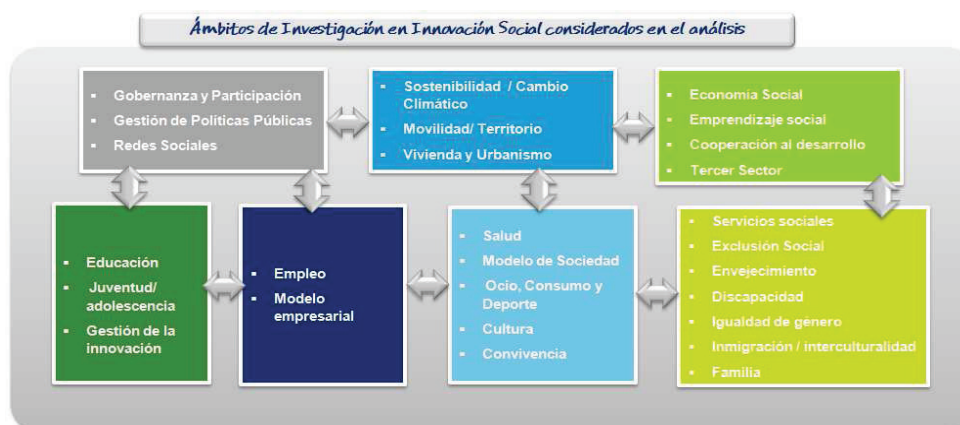 Ámbitos de Investigación en Innovación Social considerados en el análisis
Gobernanza y Participación
Gestión de Políticas Públicas
Redes Sociales
Sostenibilidad / Cambio
Climático
Movilidad/ Territorio
Vivienda y Urbanismo
Economía Social
Emprendizaje social
Cooperación al desarrollo
Tercer Sector
Educación
Juventud/
adolescencia
Gestión de la
innovación
Empleo
Modelo
empresarial
Salud
Modelo de Sociedad
Ocio, Consumo y
Deporte
Cultura
Convivencia
Servicios sociales
Exclusión Social
Envejecimiento
Discapacidad
Igualdad de género
Inmigración / interculturalidad
Familia